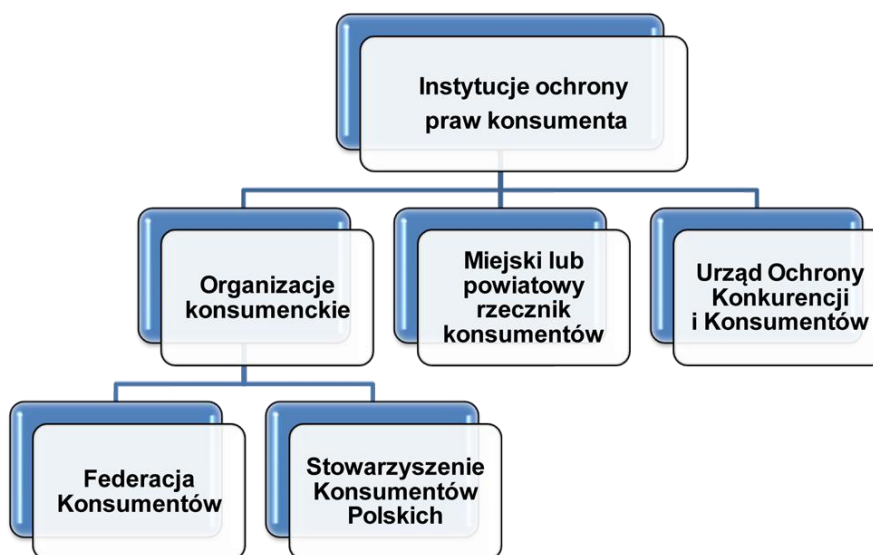 Instytucje ochrony
praw konsumenta
Organizacje
konsumenckie
Miejski lub
powiatowy
rzecznik
konsumentów
Urząd Ochrony
Konkurencji
i Konsumentów
Federacja
Konsumentów
Stowarzyszenie
Konsumentów
Polskich